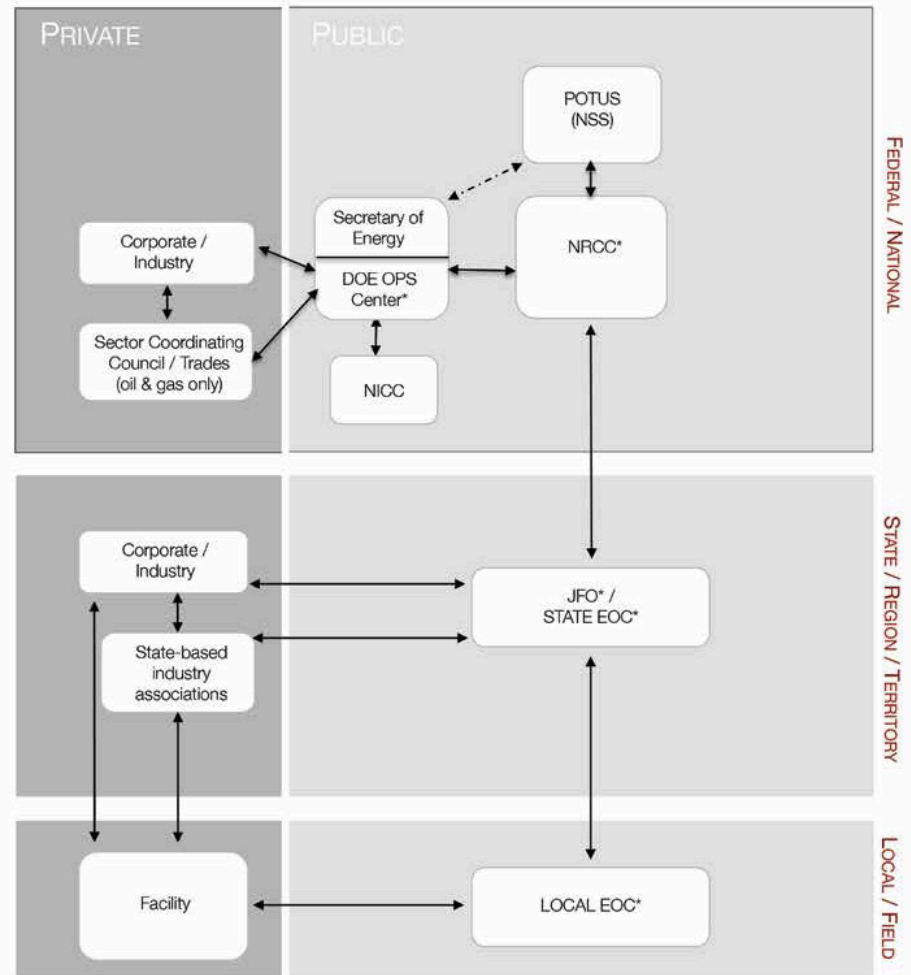 PRIVATE
PUBLIC
POTUS
(NSS)
Secretary of
Energy
DOE OPS
Center*
NRCC*
Corporate /
Industry
Sector Coordinating
Council / Trades
(oil & gas only)
NICC
FEDERAL / NATIONAL
Corporate /
Industry
State-based
industry
associations
JFO* /
STATE EOC*
STATE / REGION / TERRITORY
Facility
LOCAL EOC*
LOCAL / FIELD